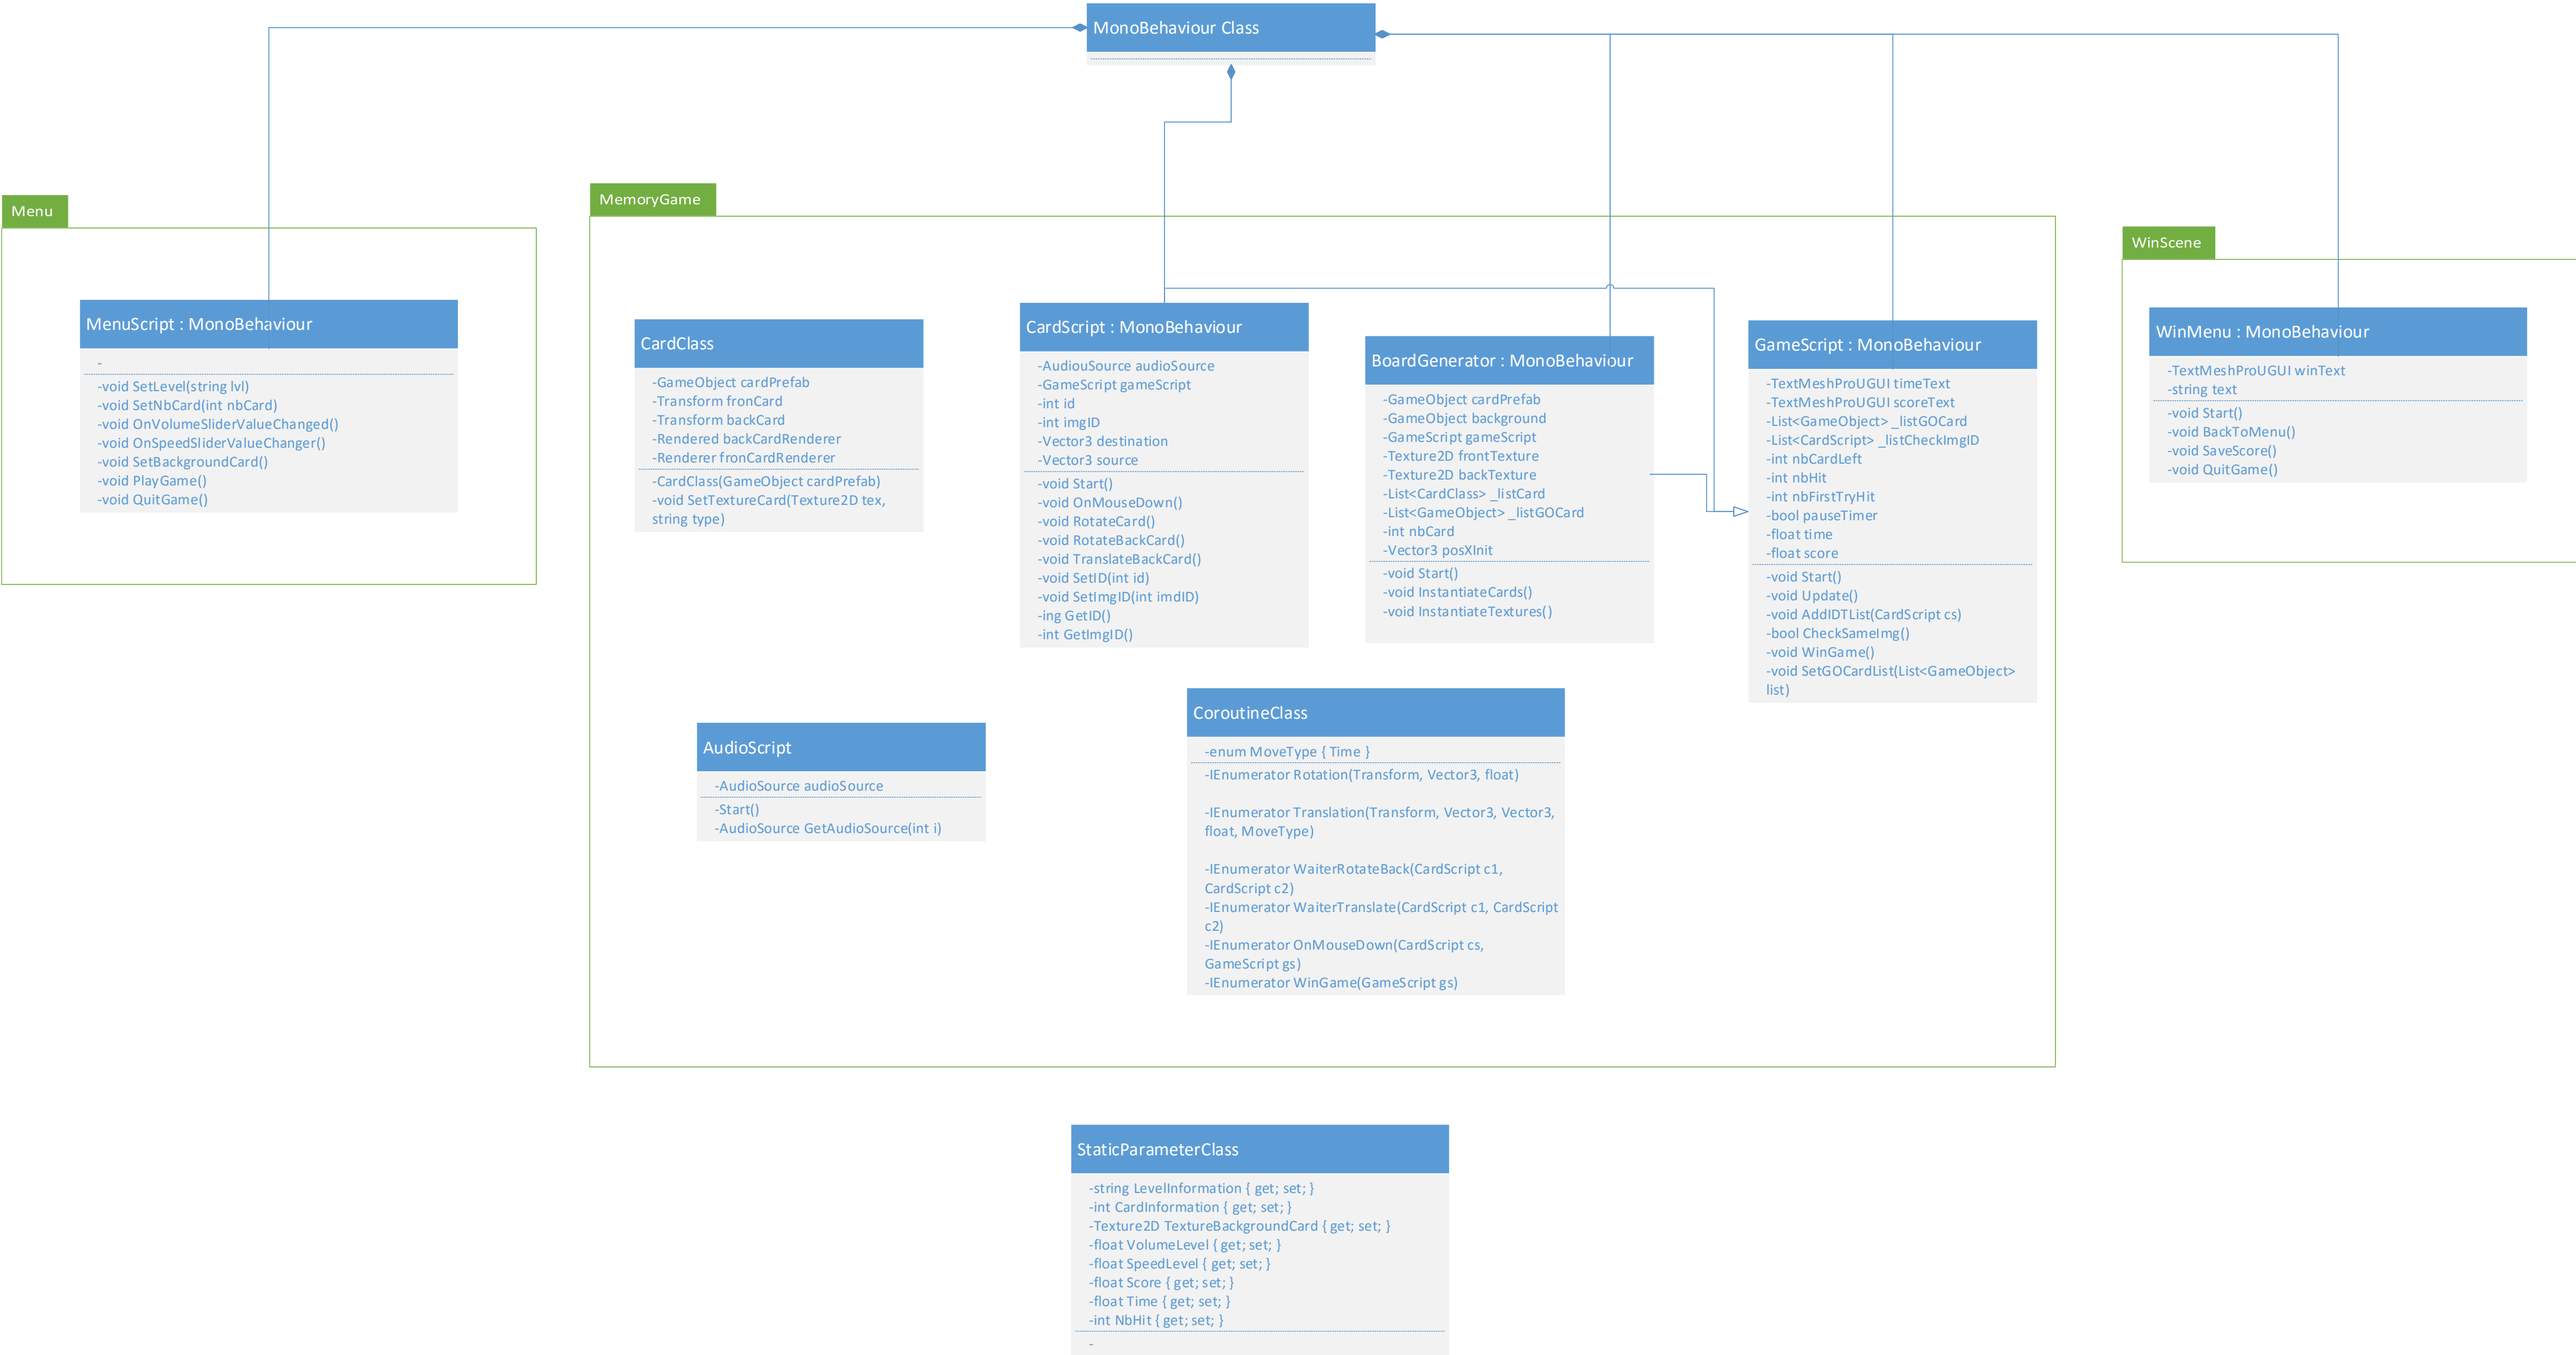 MonoBehaviour Class
Menu
MenuScript : MonoBehaviour
-
-void SetLevel(string lvl)
-void SetNbCard(int nbCard)
-void OnVolumeSliderValueChanged()
-void OnSpeedSliderValueChanger()
-void SetBackgroundCard()
-void PlayGame()
-void QuitGame()
MemoryGame
CardClass
-GameObject cardPrefab
-Transform fronCard
-Transform backCard
-Rendered backCardRenderer
-Renderer fronCardRenderer
-CardClass(GameObject cardPrefab)
-void SetTextureCard(Texture2D tex,
string type)
CardScript : MonoBehaviour
-AudiouSource audioSource
-GameScript gameScript
-int id
-int imgID
-Vector3 destination
-Vector3 source
-void Start()
-void OnMouseDown()
-void RotateCard()
-void RotateBackCard()
-void TranslateBackCard()
-void SetID(int id)
-void SetImgID(int imdID)
-ing GetID()
-int GetImgID()
BoardGenerator : MonoBehaviour
-GameObject cardPrefab
-GameObject background
-GameScript gameScript
-Texture2D frontTexture
-Texture2D backTexture
-List<CardClass> _listCard
-List<GameObject> _listGOCard
-int nbCard
-Vector3 posXInit
-void Start()
-void InstantiateCards()
-void InstantiateTextures()
GameScript : MonoBehaviour
-TextMeshProUGUI timeText
-TextMeshProUGUI scoreText
-List<GameObject> _listGOCard
-List<CardScript> _listCheckImgID
-int nbCardLeft
-int nbHit
-int nbFirstTryHit
-bool pauseTimer
-float time
-float score
-void Start()
-void Update()
-void AddIDTList(CardScript cs)
-bool CheckSameImg()
-void WinGame()
-void SetGOCardList(List<GameObject>
list)
AudioScript
-AudioSource audioSource
-Start()
-AudioSource GetAudioSource(int i)
CoroutineClass
-enum MoveType { Time }
-IEnumerator Rotation(Transform, Vector3, float)
-IEnumerator Translation(Transform, Vector3, Vector3,
float, MoveType)
-IEnumerator WaiterRotateBack(CardScript c1,
CardScript c2)
-IEnumerator WaiterTranslate(CardScript c1, CardScript
c2)
-IEnumerator OnMouseDown(CardScript cs,
GameScript gs)
-IEnumerator WinGame(GameScript gs)
WinScene
WinMenu : MonoBehaviour
-TextMeshProUGUI winText
-string text
-void Start()
-void BackToMenu()
-void SaveScore()
-void QuitGame()
StaticParameterClass
-string LevelInformation { get; set; }
-int CardInformation { get; set; }
-Texture2D TextureBackgroundCard { get; set; }
-float VolumeLevel { get; set; }
-float SpeedLevel { get; set; }
-float Score { get; set; }
-float Time { get; set; }
-int NbHit { get; set; }
-